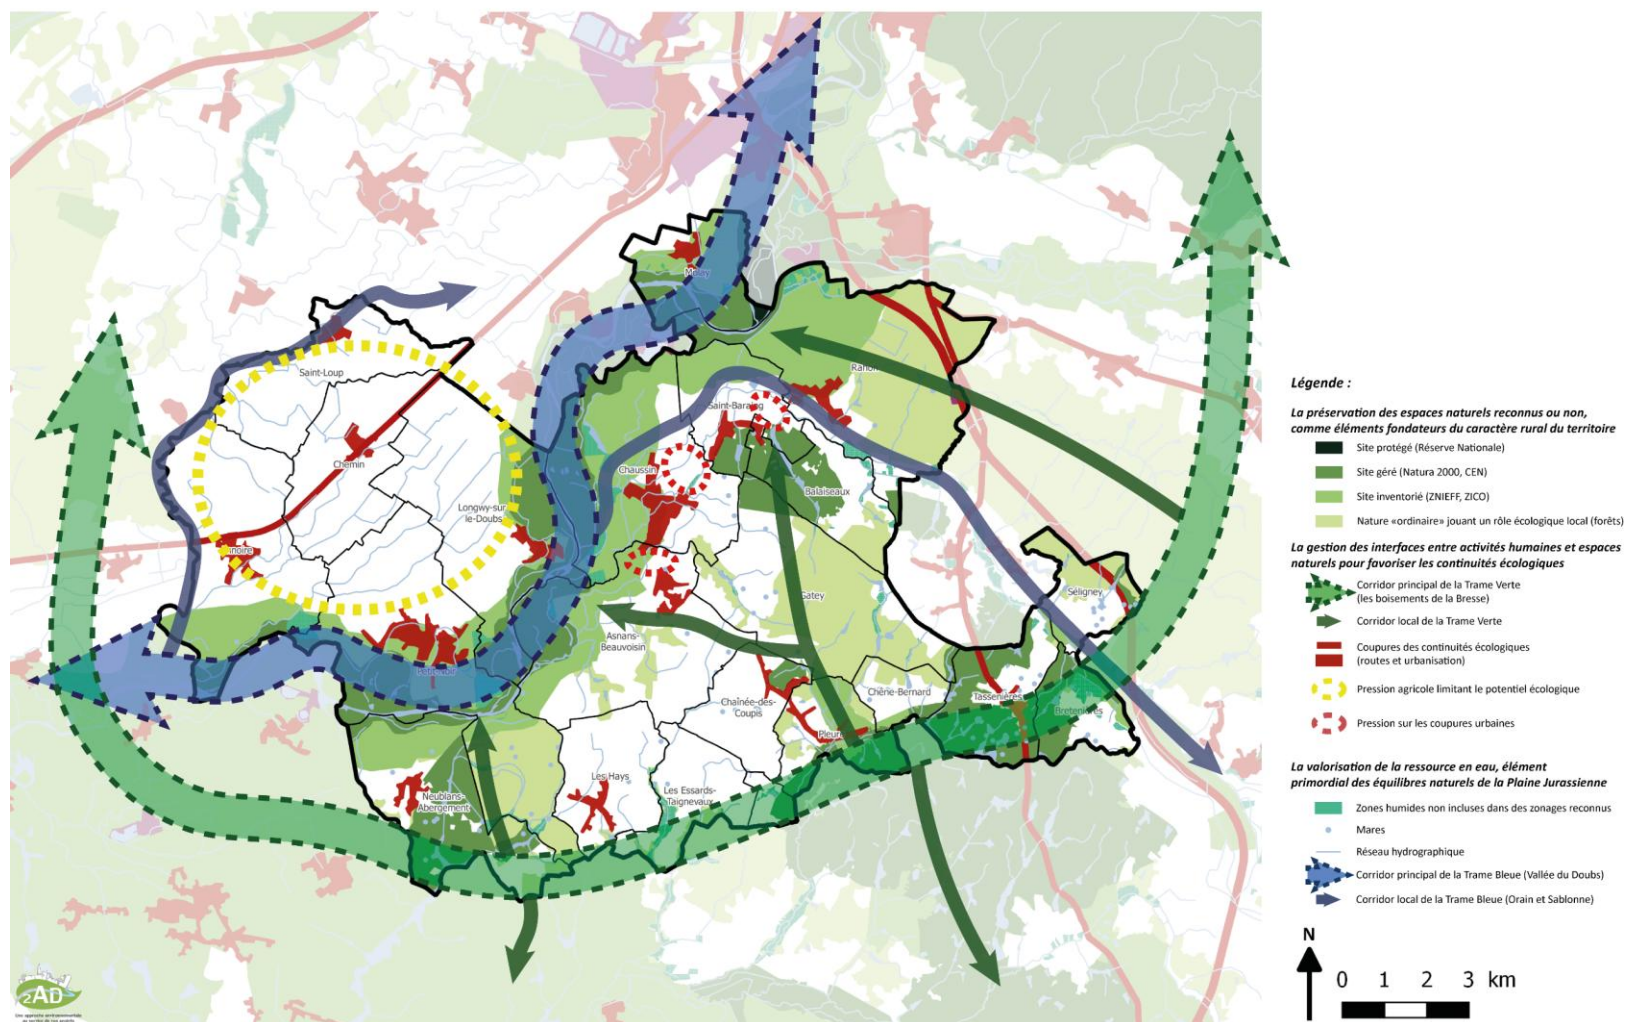 Molay
Rahon
Saint-Loup
Saint-Baraing
Chemin
Chaussin
Balaiseaux
Longwy-sur
le-Doubs
Séligney
Gatey
Asnans-
Beauvoisin
Chêne-Bernard
Tassenières
Chaînée-des-
Coupis
Bretenières
Pleure
Les Hays
Les Essards-
Taignevaux
Neublans-
Abergement
2AD
Légende :
La préservation des espaces naturels reconnus ou non,
comme éléments fondateurs du caractère rural du territoire
Site protégé (Réserve Nationale)
Site géré (Natura 2000, CEN)
Site inventorié (ZNIEFF, ZICO)
Nature «ordinaire» jouant un rôle écologique local (forêts)
La gestion des interfaces entre activités humaines et espaces
naturels pour favoriser les continuités écologiques
Corridor principal de la Trame Verte
(les boisements de la Bresse)
Corridor local de la Trame Verte
Coupures des continuités écologiques
(routes et urbanisation)
Pression agricole limitant le potentiel écologique
Pression sur les coupures urbaines
La valorisation de la ressource en eau, élément
primordial des équilibres naturels de la Plaine Jurassienne
Zones humides non incluses dans des zonages reconnus
Mares
Réseau hydrographique
Corridor principal de la Trame Bleue (Vallée du Doubs)
Corridor local de la Trame Bleue (Orain et Sablonne)
N
0 1 2 3 km